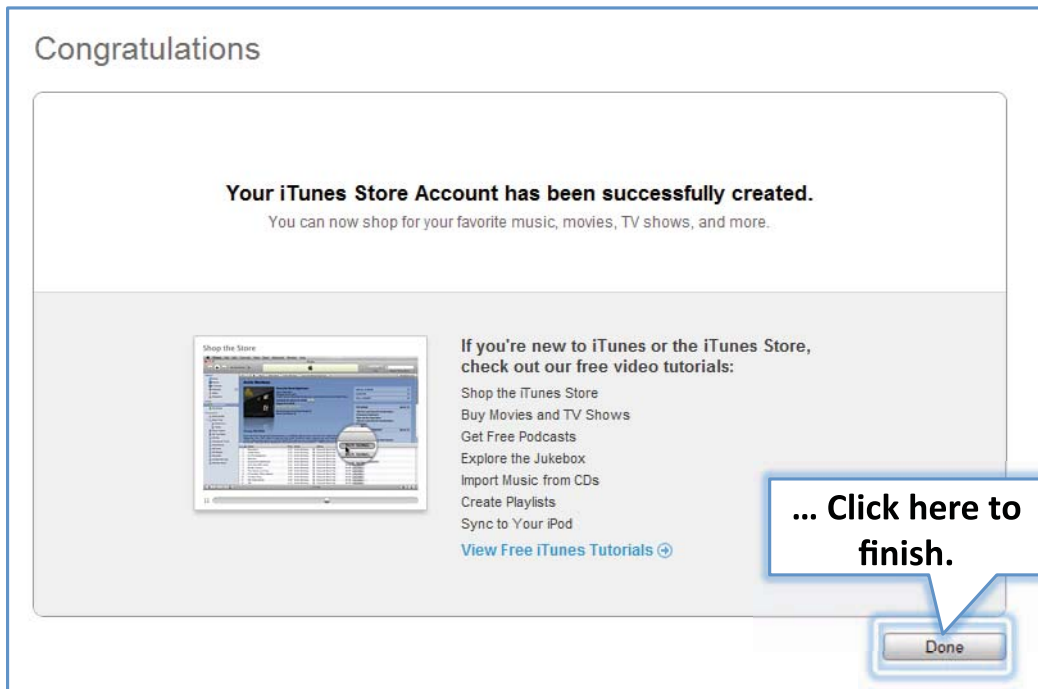 Congratulations
Your iTunes Store Account has been successfully created.
You can now shop for your favorite music, movies, TV shows, and more.
Shop the Store
If you're new to iTunes or the iTunes Store,
check out our free video tutorials:
Shop the iTunes Store
Buy Movies and TV Shows
Get Free Podcasts
Explore the Jukebox
Import Music from CDs
Create Playlists
Sync to Your iPod
View Free iTunes Tutorials
... Click here to
finish.
Done